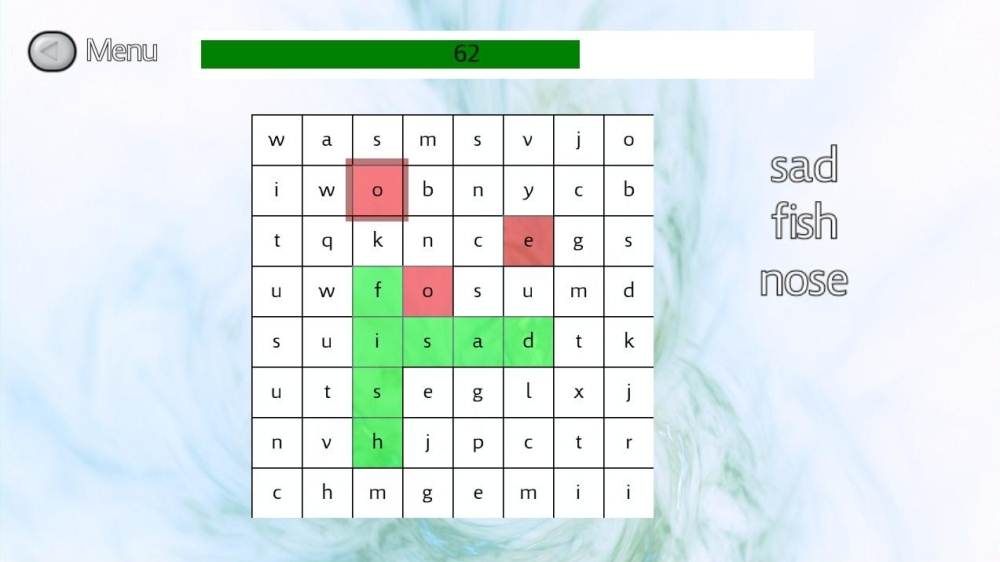 Menu
62
w a s m s v j o
i w o b n y c b
t q k n c e g s
u w f o s u m d
s u i s a d t k
u t s e g l x j
n v h j p c t r
c h m g e m i i
sad
fish
nose